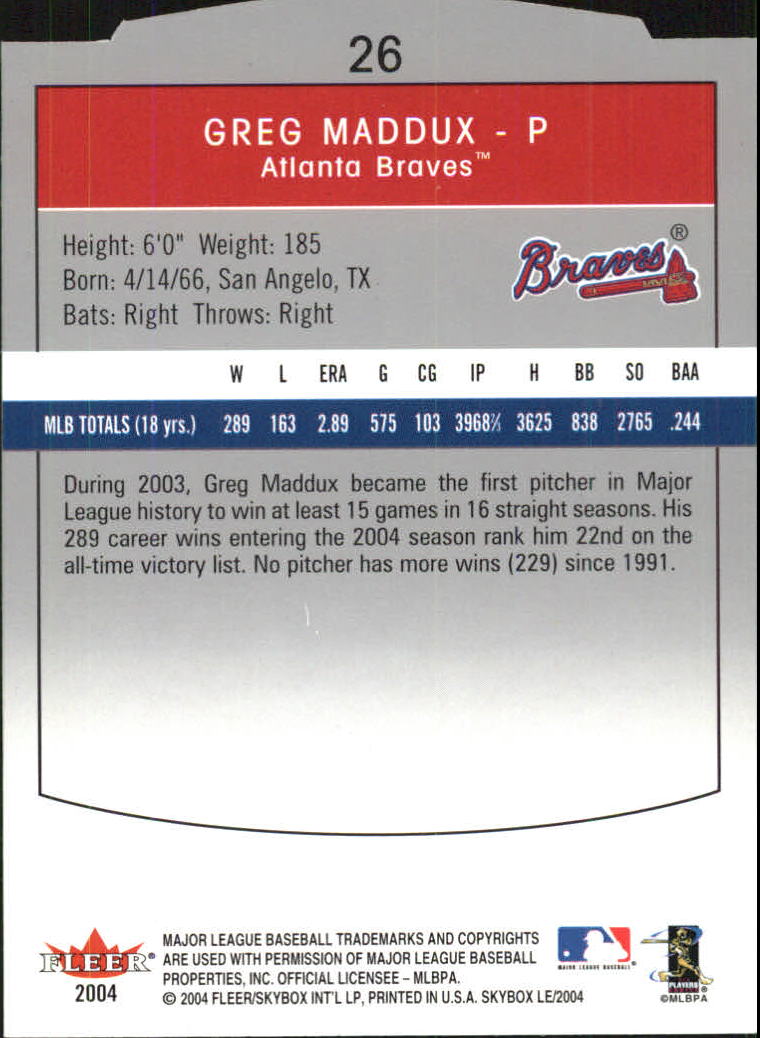 26
GREG MADDUX - P
Atlanta Braves™
Height: 6'0" Weight: 185
Born: 4/14/66, San Angelo, TX
Bats: Right Throws: Right
Braves®
W L ERA G CG IP H BB SO BAA
MLB TOTALS (18 yrs.) 289 163 2.89 575 103 3968⅔ 3625 838 2765 .244
During 2003, Greg Maddux became the first pitcher in Major
League history to win at least 15 games in 16 straight seasons. His
289 career wins entering the 2004 season rank him 22nd on the
all-time victory list. No pitcher has more wins (229) since 1991.
FLEER®
2004
MAJOR LEAGUE BASEBALL TRADEMARKS AND COPYRIGHTS
ARE USED WITH PERMISSION OF MAJOR LEAGUE BASEBALL
PROPERTIES, INC. OFFICIAL LICENSEE – MLBPA.
© 2004 FLEER/SKYBOX INT'L LP, PRINTED IN U.S.A. SKYBOX LE/2004
MAJOR LEAGUE BASEBALL®
PLAYERS
©MLBPA